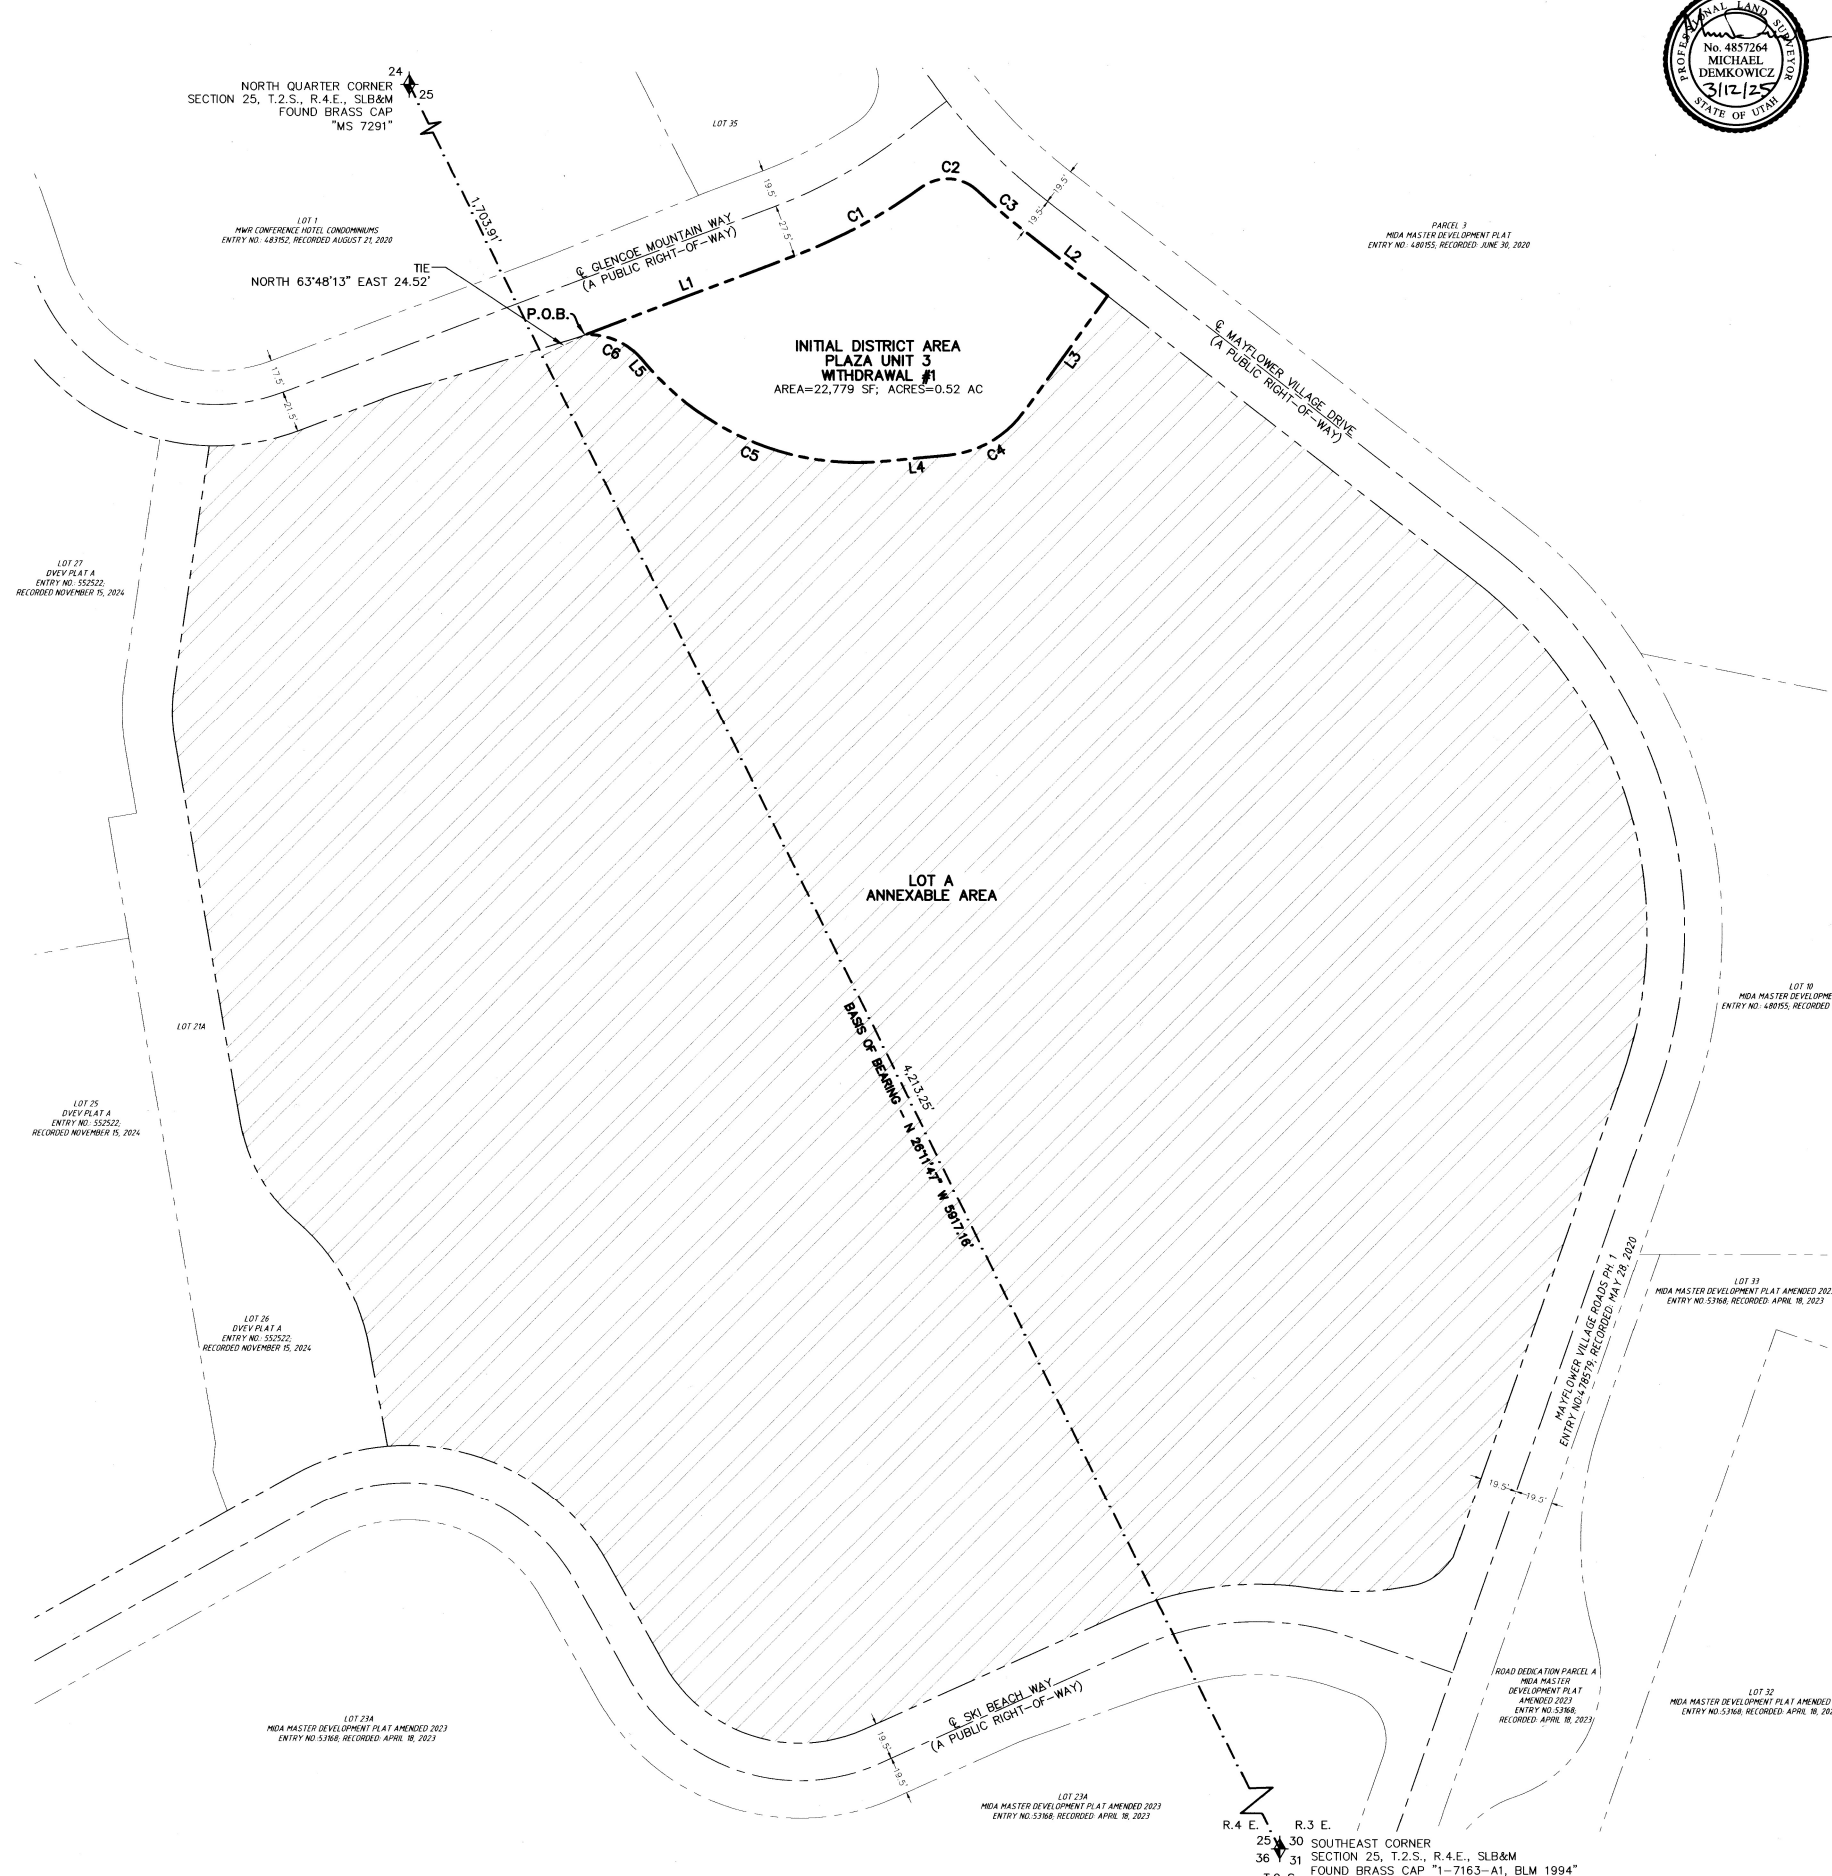 PROFESSIONAL LAND SURVEYOR
No. 4857264
MICHAEL
DEMKOWICZ
3/12/25
STATE OF UTAH
24
25
NORTH QUARTER CORNER
SECTION 25, T.2.S., R.4.E., SLB&M
FOUND BRASS CAP
"MS 7291"
LOT 35
1,703.91'
LOT 1
MWR CONFERENCE HOTEL CONDOMINIUMS
ENTRY NO.: 483152, RECORDED AUGUST 21, 2020
TIE
NORTH 63°48'13" EAST 24.52'
P.O.B.
℄ GLENCOE MOUNTAIN WAY
(A PUBLIC RIGHT-OF-WAY)
19.5'
27.5'
C1
C2
C3
19.5'
19.5'
L1
L2
L3
C6
L5
C5
L4
C4
INITIAL DISTRICT AREA
PLAZA UNIT 3
WITHDRAWAL #1
AREA=22,779 SF; ACRES=0.52 AC
PARCEL 3
MIDA MASTER DEVELOPMENT PLAT
ENTRY NO.: 480155; RECORDED: JUNE 30, 2020
℄ MAYFLOWER VILLAGE DRIVE
(A PUBLIC RIGHT-OF-WAY)
17.5'
21.5'
LOT 27
DVEV PLAT A
ENTRY NO.: 552522;
RECORDED NOVEMBER 15, 2024
LOT A
ANNEXABLE AREA
LOT 21A
LOT 10
MIDA MASTER DEVELOPME
ENTRY NO.: 480155; RECORDED
BASIS OF BEARING - N 26°11'47" W 5917.16'
4,213.25'
LOT 25
DVEV PLAT A
ENTRY NO.: 552522;
RECORDED NOVEMBER 15, 2024
LOT 26
DVEV PLAT A
ENTRY NO.: 552522;
RECORDED NOVEMBER 15, 2024
MAYFLOWER VILLAGE ROADS PH. 1
ENTRY NO.:478579; RECORDED: MAY 28, 2020
LOT 33
MIDA MASTER DEVELOPMENT PLAT AMENDED 202
ENTRY NO.:53168; RECORDED: APRIL 18, 2023
19.5'
19.5'
ROAD DEDICATION PARCEL A
MIDA MASTER
DEVELOPMENT PLAT
AMENDED 2023
ENTRY NO.:53168;
RECORDED: APRIL 18, 2023
LOT 32
MIDA MASTER DEVELOPMENT PLAT AMENDED
ENTRY NO.:53168; RECORDED: APRIL 18, 202
℄ SKI BEACH WAY
(A PUBLIC RIGHT-OF-WAY)
19.5'
19.5'
LOT 23A
MIDA MASTER DEVELOPMENT PLAT AMENDED 2023
ENTRY NO.:53168; RECORDED: APRIL 18, 2023
LOT 23A
MIDA MASTER DEVELOPMENT PLAT AMENDED 2023
ENTRY NO.:53168; RECORDED: APRIL 18, 2023
R.4 E. R.3 E.
25 30
36 31
SOUTHEAST CORNER
SECTION 25, T.2.S., R.4.E., SLB&M
FOUND BRASS CAP "1-7163-A1, BLM 1994"